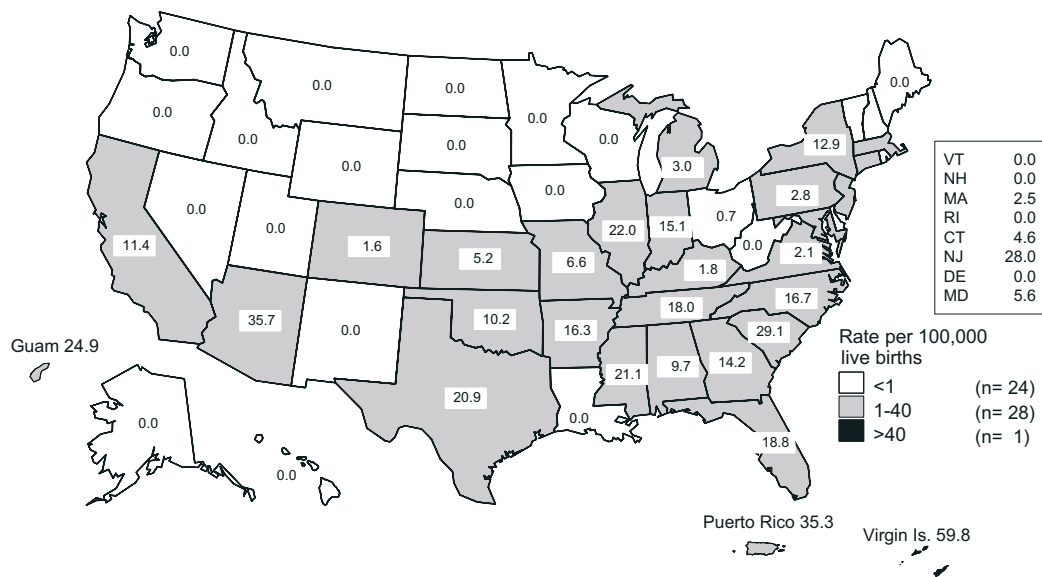 0.0
0.0
0.0
0.0
0.0
0.0
0.0
0.0
0.0
12.9
VT 0.0
NH 0.0
MA 2.5
RI 0.0
CT 4.6
NJ 28.0
DE 0.0
MD 5.6
0.0
3.0
0.0
0.0
2.8
0.0
0.0
0.7
0.0
22.0
15.1
11.4
1.6
0.0
5.2
6.6
1.8
2.1
35.7
0.0
10.2
16.3
18.0
16.7
29.1
Guam 24.9
21.1
9.7
14.2
Rate per 100,000
live births
<1 (n= 24)
1-40 (n= 28)
>40 (n= 1)
20.9
0.0
0.0
18.8
0.0
Puerto Rico 35.3
Virgin Is. 59.8